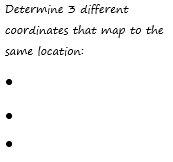 Determine 3 different
coordinates that map to the
same location:
•
•
•